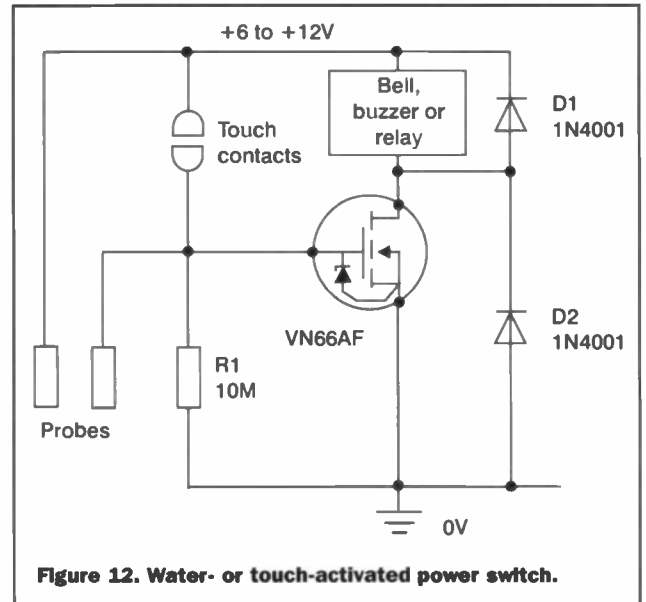 +6 to +12V
Bell,
buzzer or
relay
D1
1N4001
Touch
contacts
VN66AF
D2
1N4001
R1
10M
Probes
0V
Figure 12. Water- or touch-activated power switch.